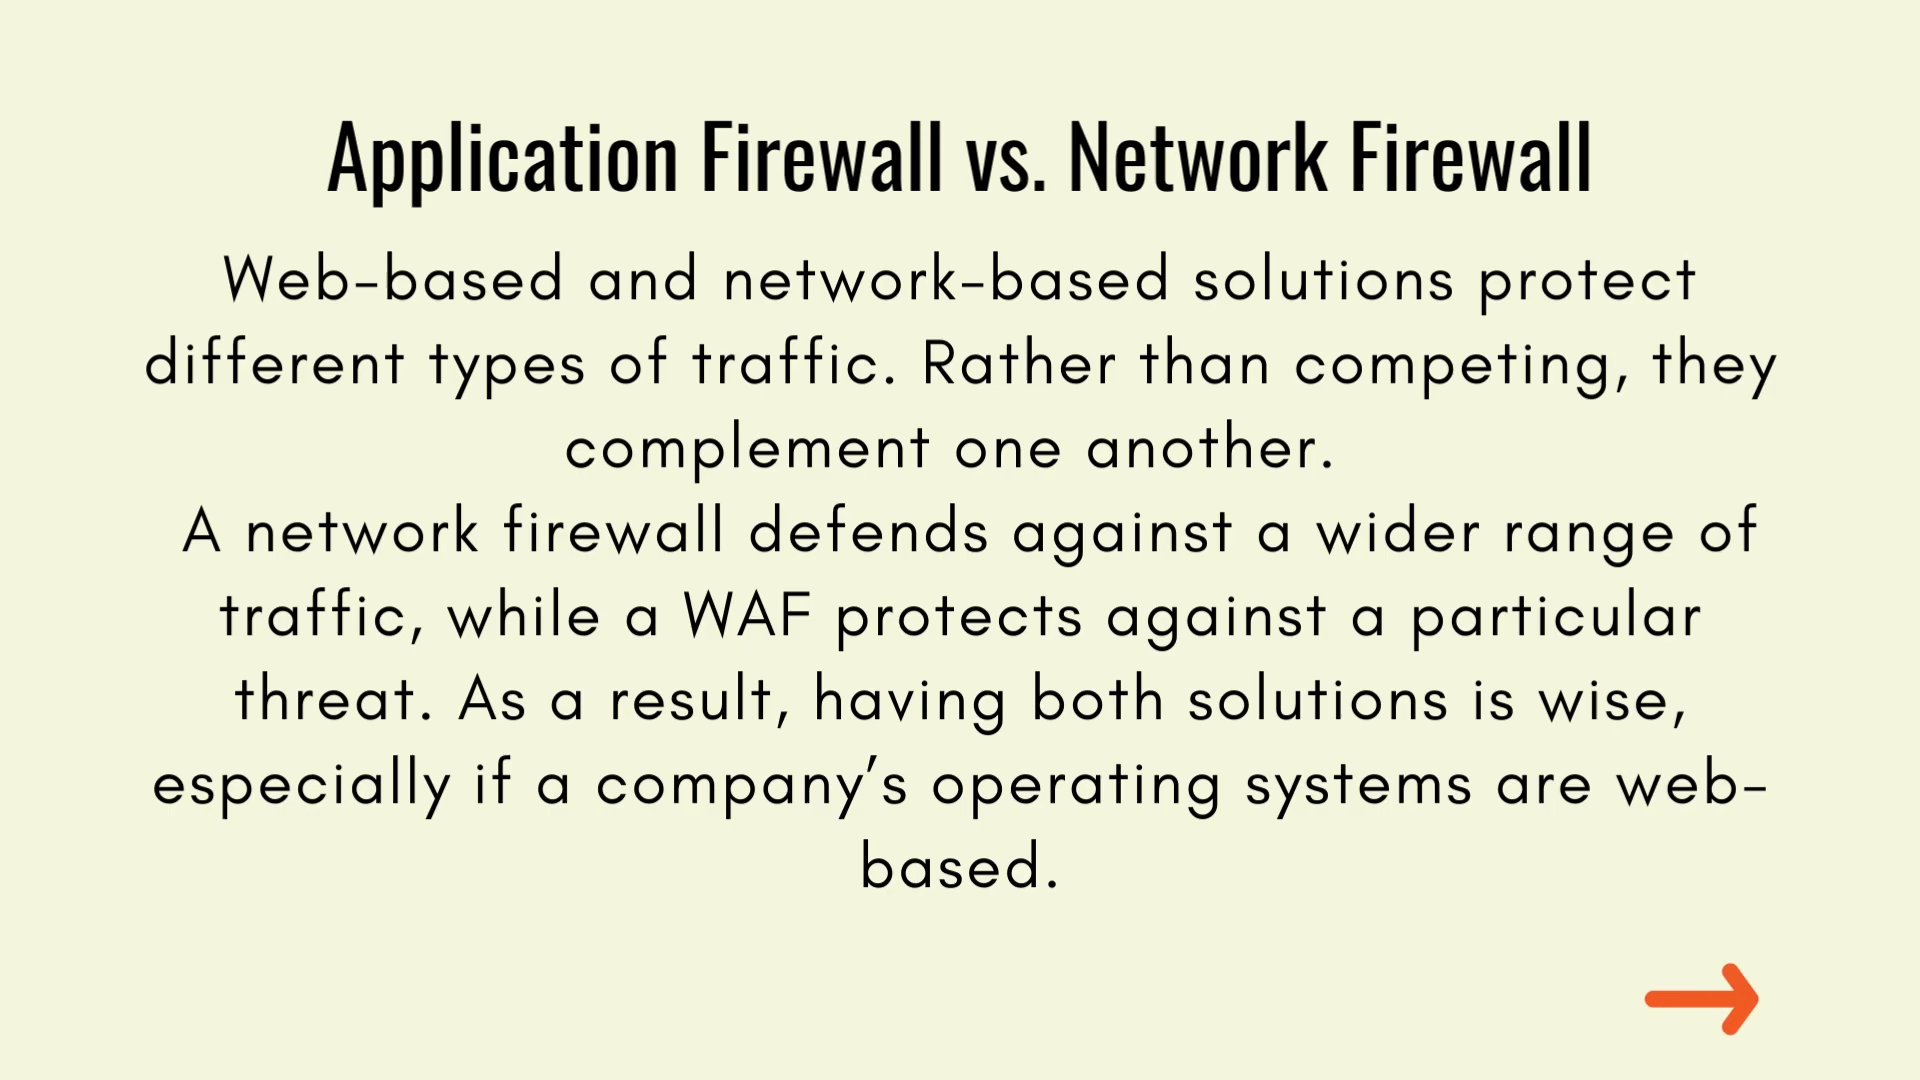 Application Firewall vs. Network Firewall
Web-based and network-based solutions protect
different types of traffic. Rather than competing, they
complement one another.
A network firewall defends against a wider range of
traffic, while a WAF protects against a particular
threat. As a result, having both solutions is wise,
especially if a company’s operating systems are web-
based.